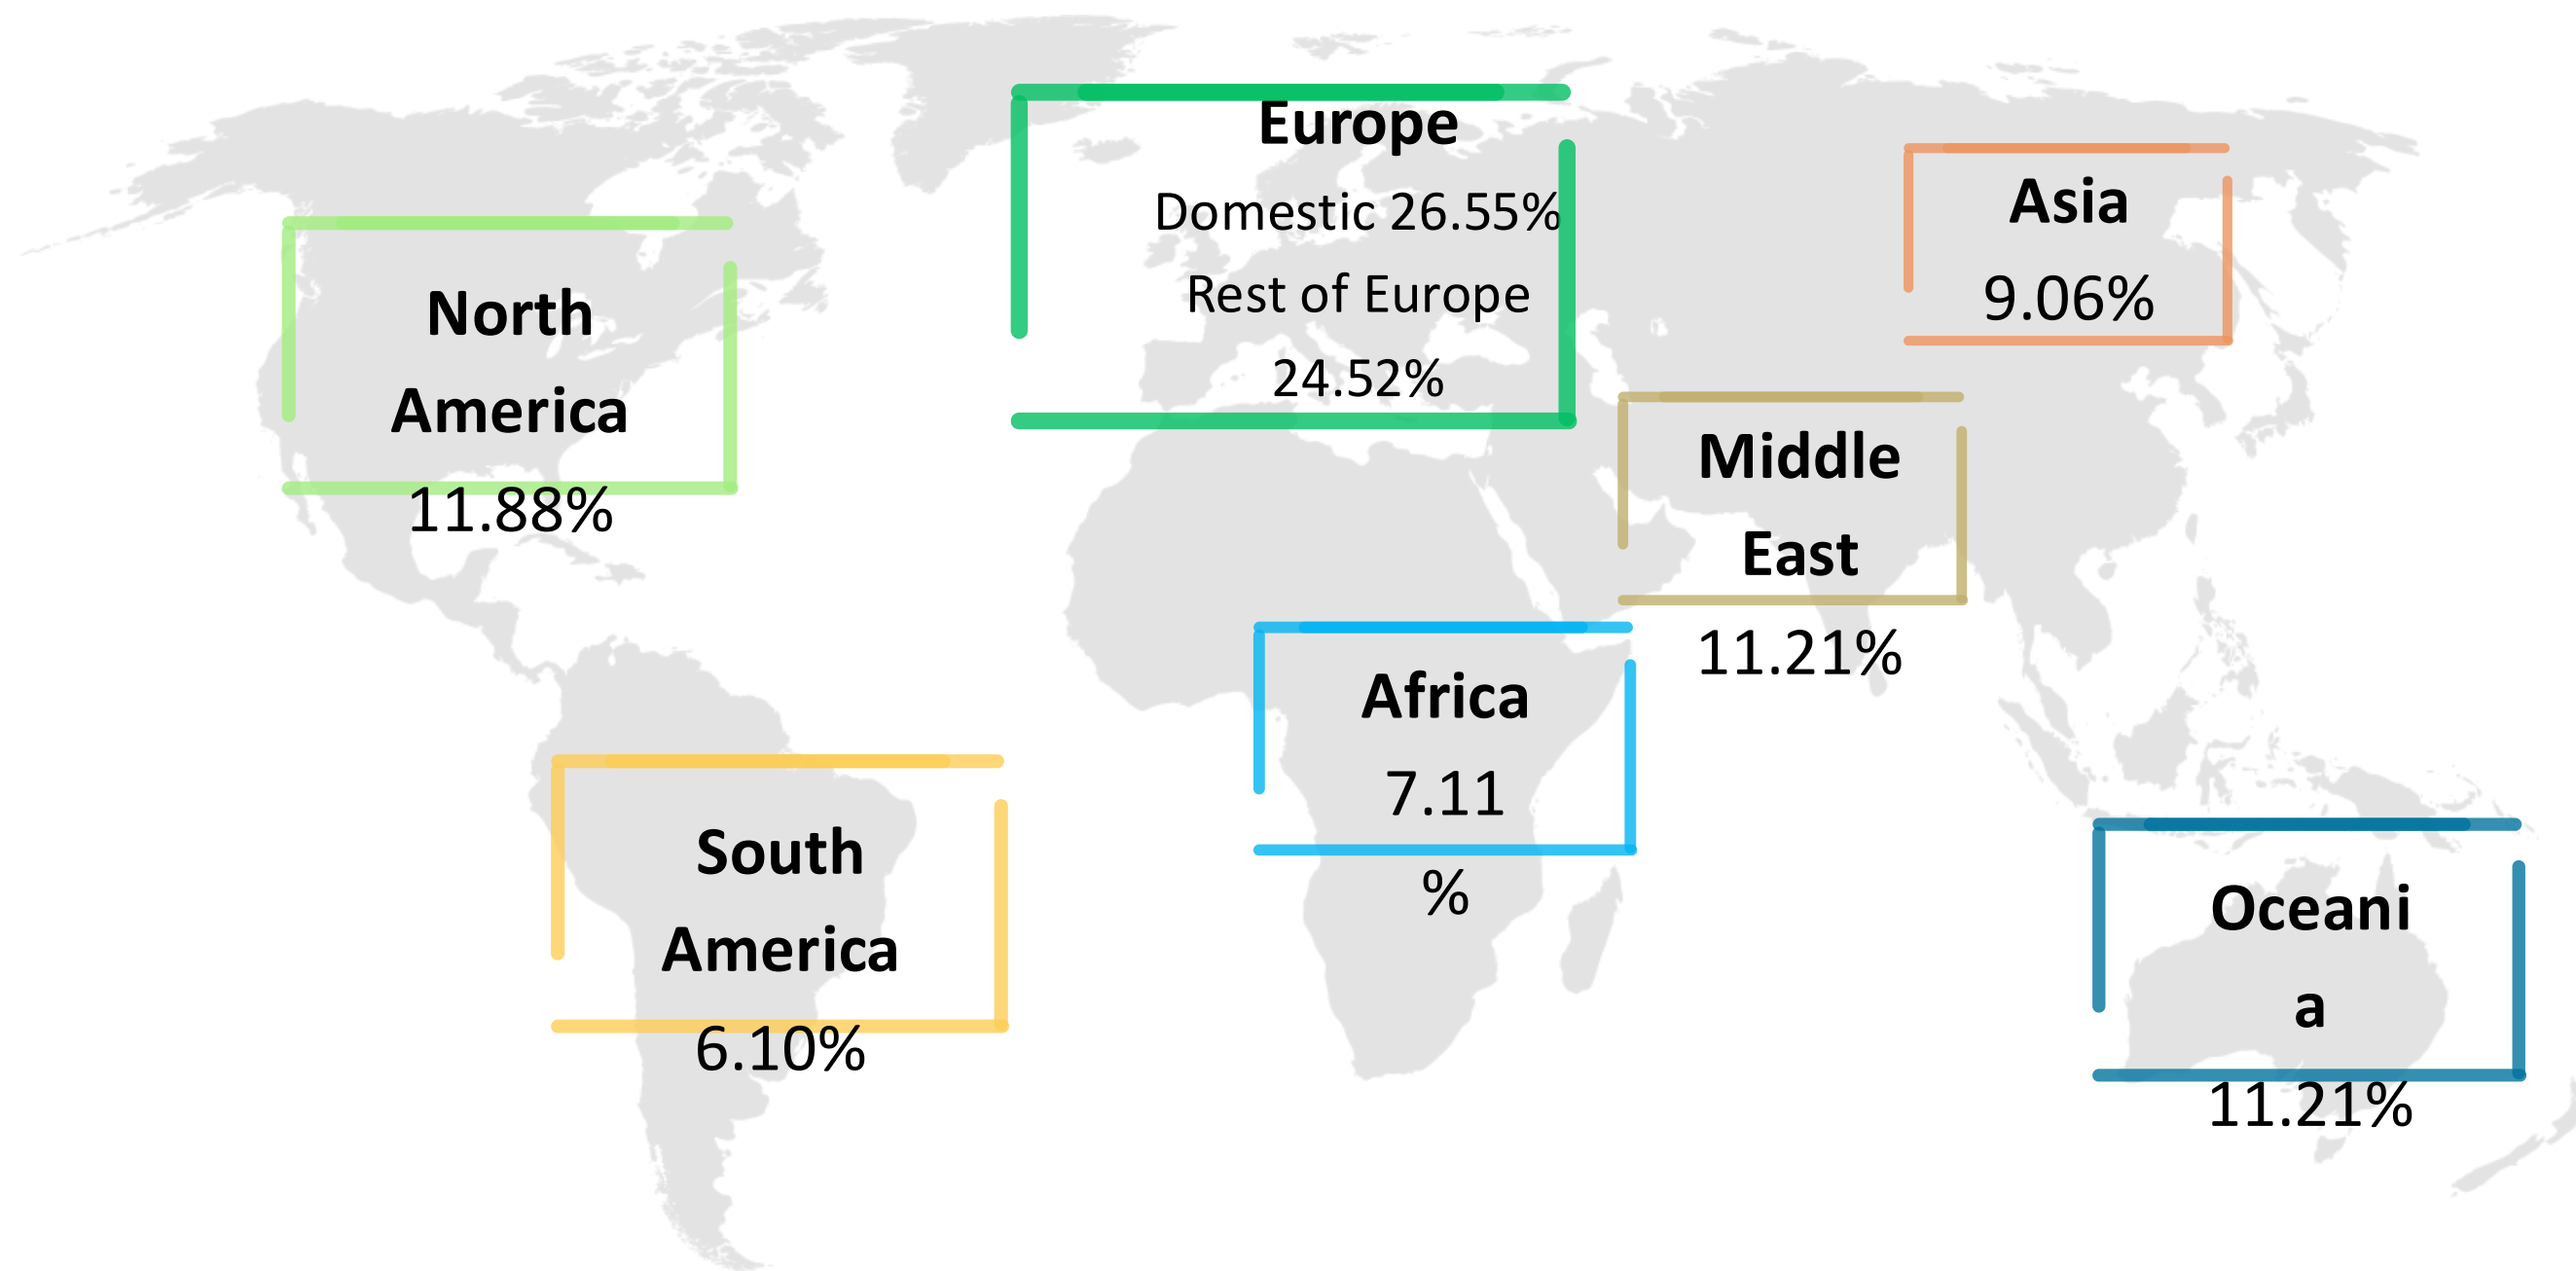 Europe
Domestic 26.55%
Rest of Europe
24.52%
Asia
9.06%
North
America
11.88%
Middle
East
11.21%
Africa
7.11
%
South
America
6.10%
Oceani
a
11.21%